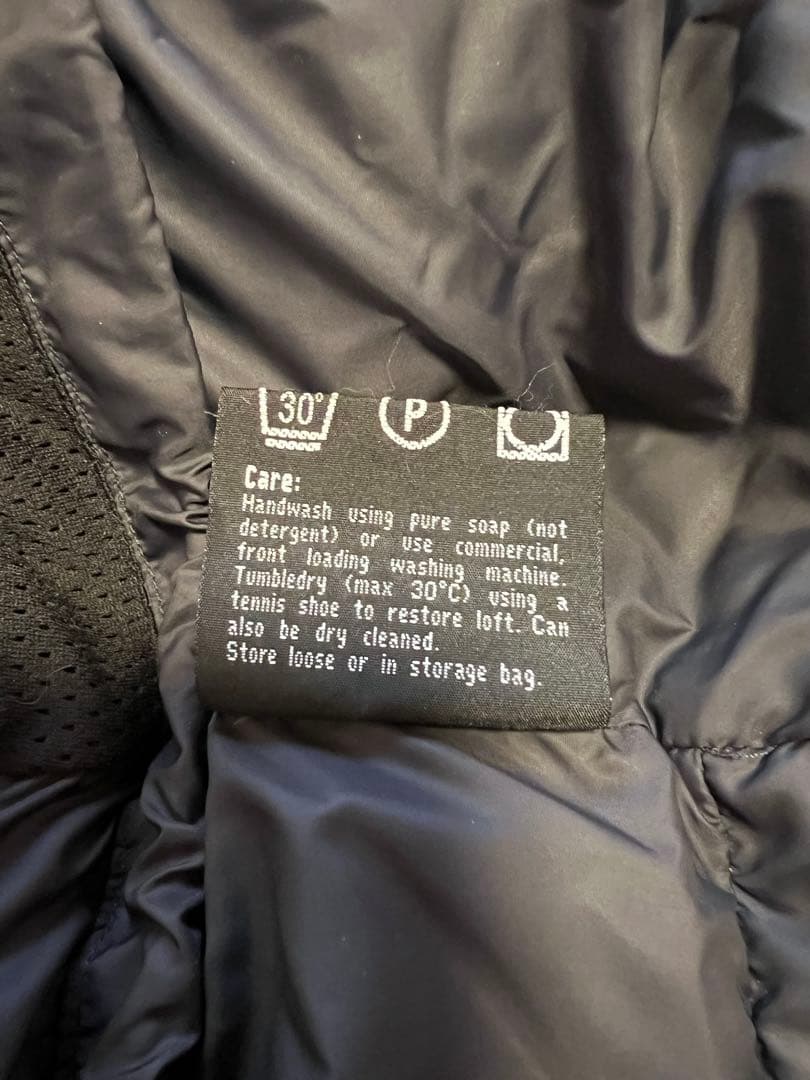 30° P
Care:
Handwash using pure soap (not
detergent) or use commercial,
front loading washing machine.
Tumbledry (max 30°C) using a
tennis shoe to restore loft. Can
also be dry cleaned.
Store loose or in storage bag.